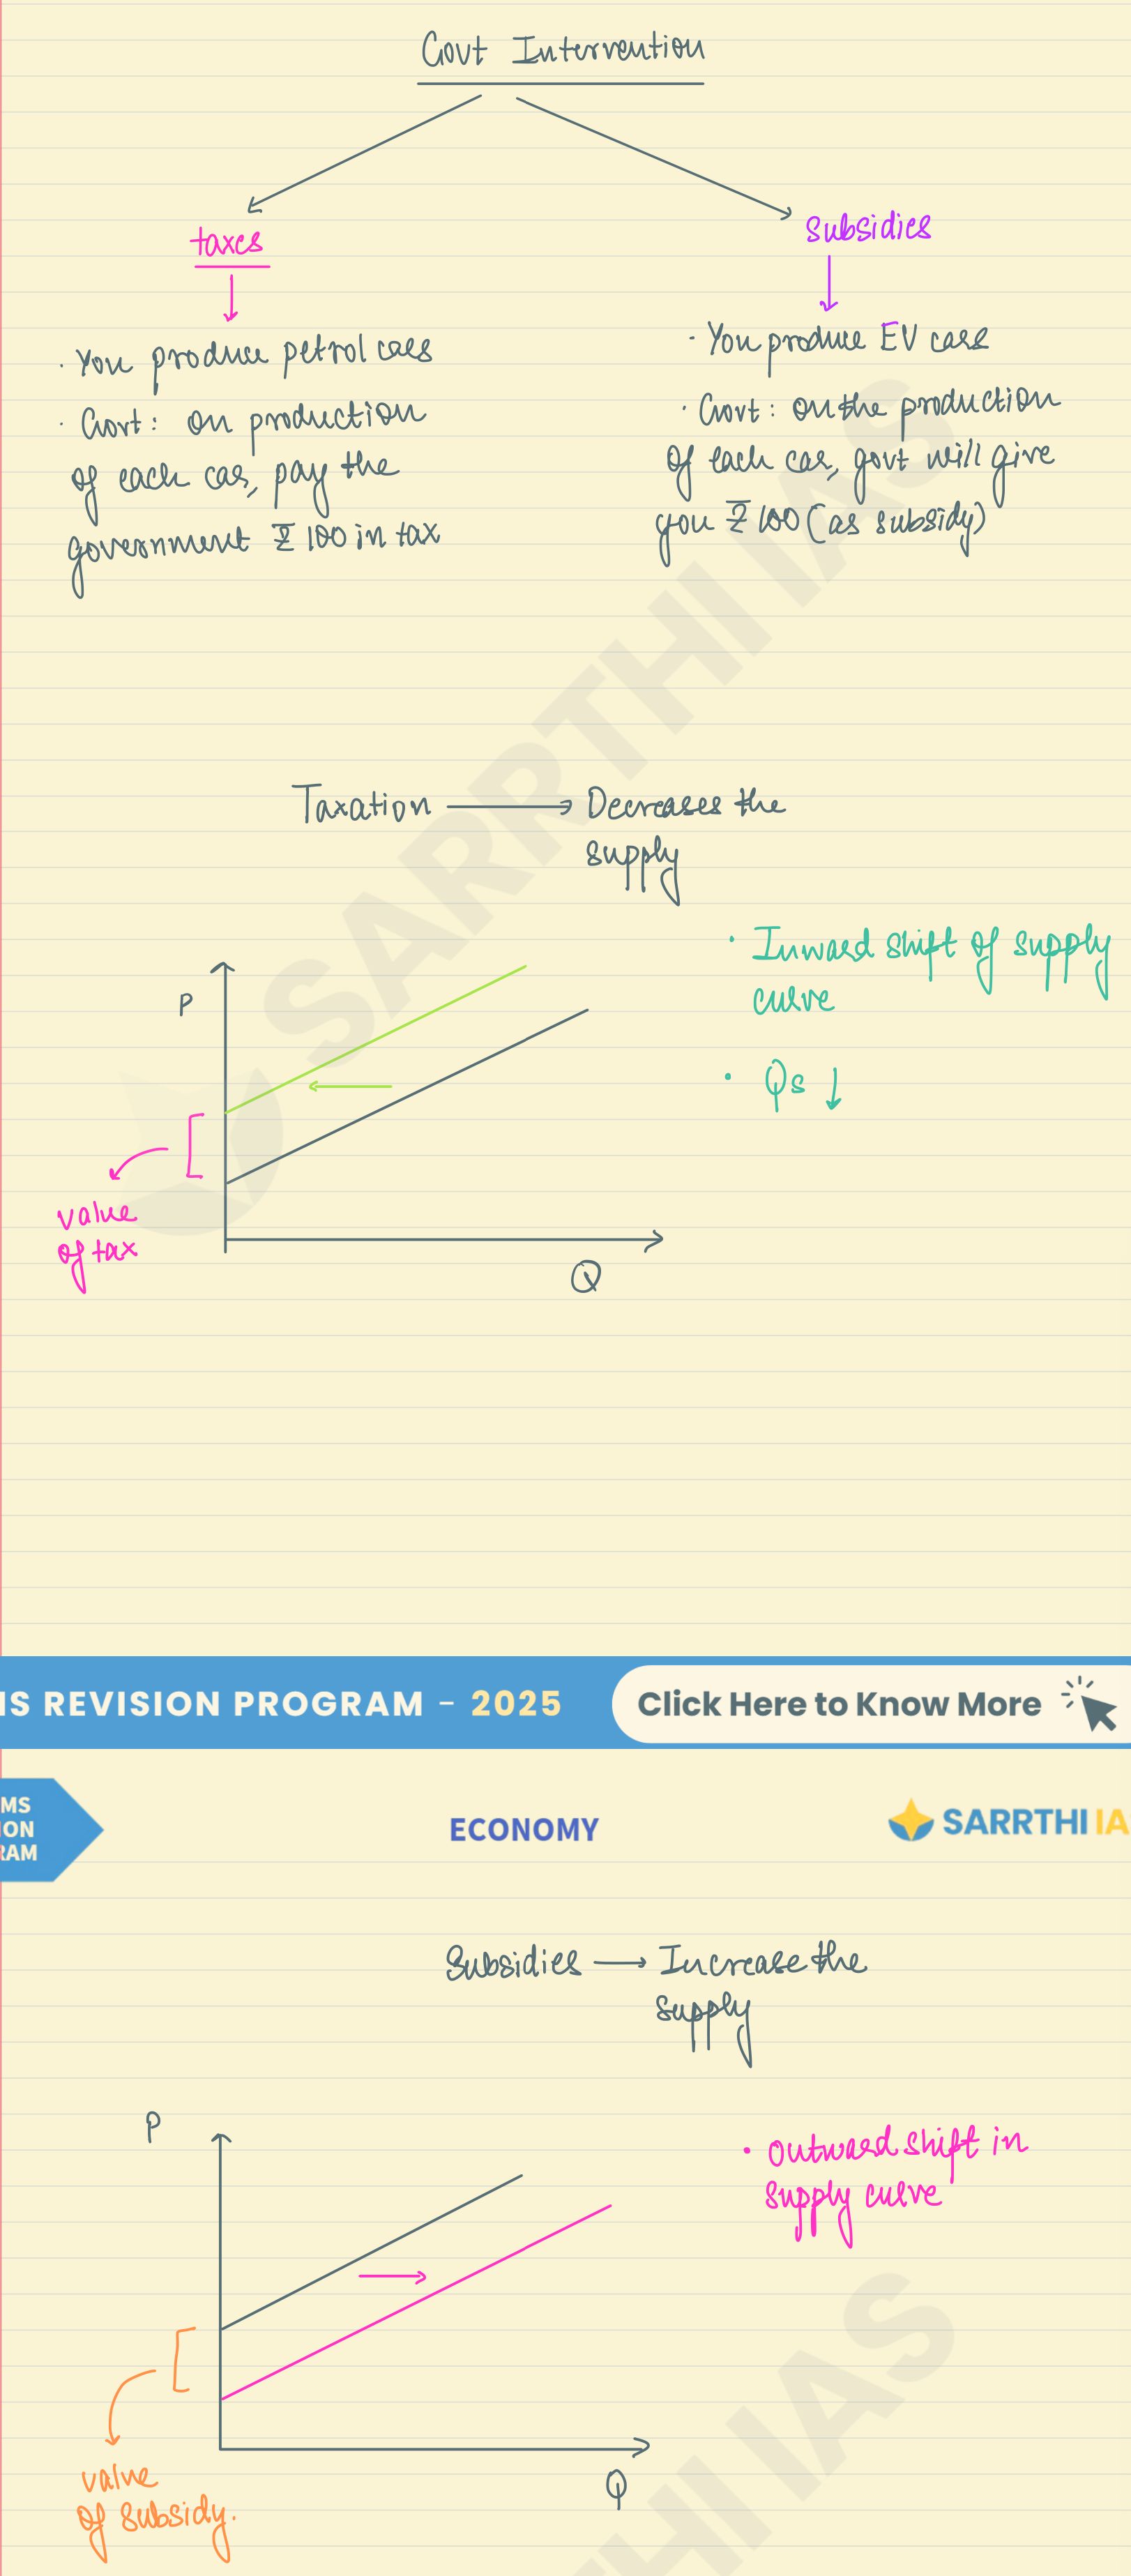 Govt Intervention
taxes
· You produce petrol cars
· Govt: on production
of each car, pay the
government ₹ 100 in tax
subsidies
· You produce EV cars
· Govt: on the production
of each car, govt will give
you ₹ 100 (as subsidy)
Taxation → Decreases the
supply
· Inward shift of supply
curve
· Qs ↓
P
value
of tax
Q
SARRTHI IAS
IS REVISION PROGRAM - 2025
Click Here to Know More
MS
ION
RAM
ECONOMY
SARRTHI IA
Subsidies → Increase the
supply
P
· Outward shift in
supply curve
value
of subsidy.
Q
THI IAS